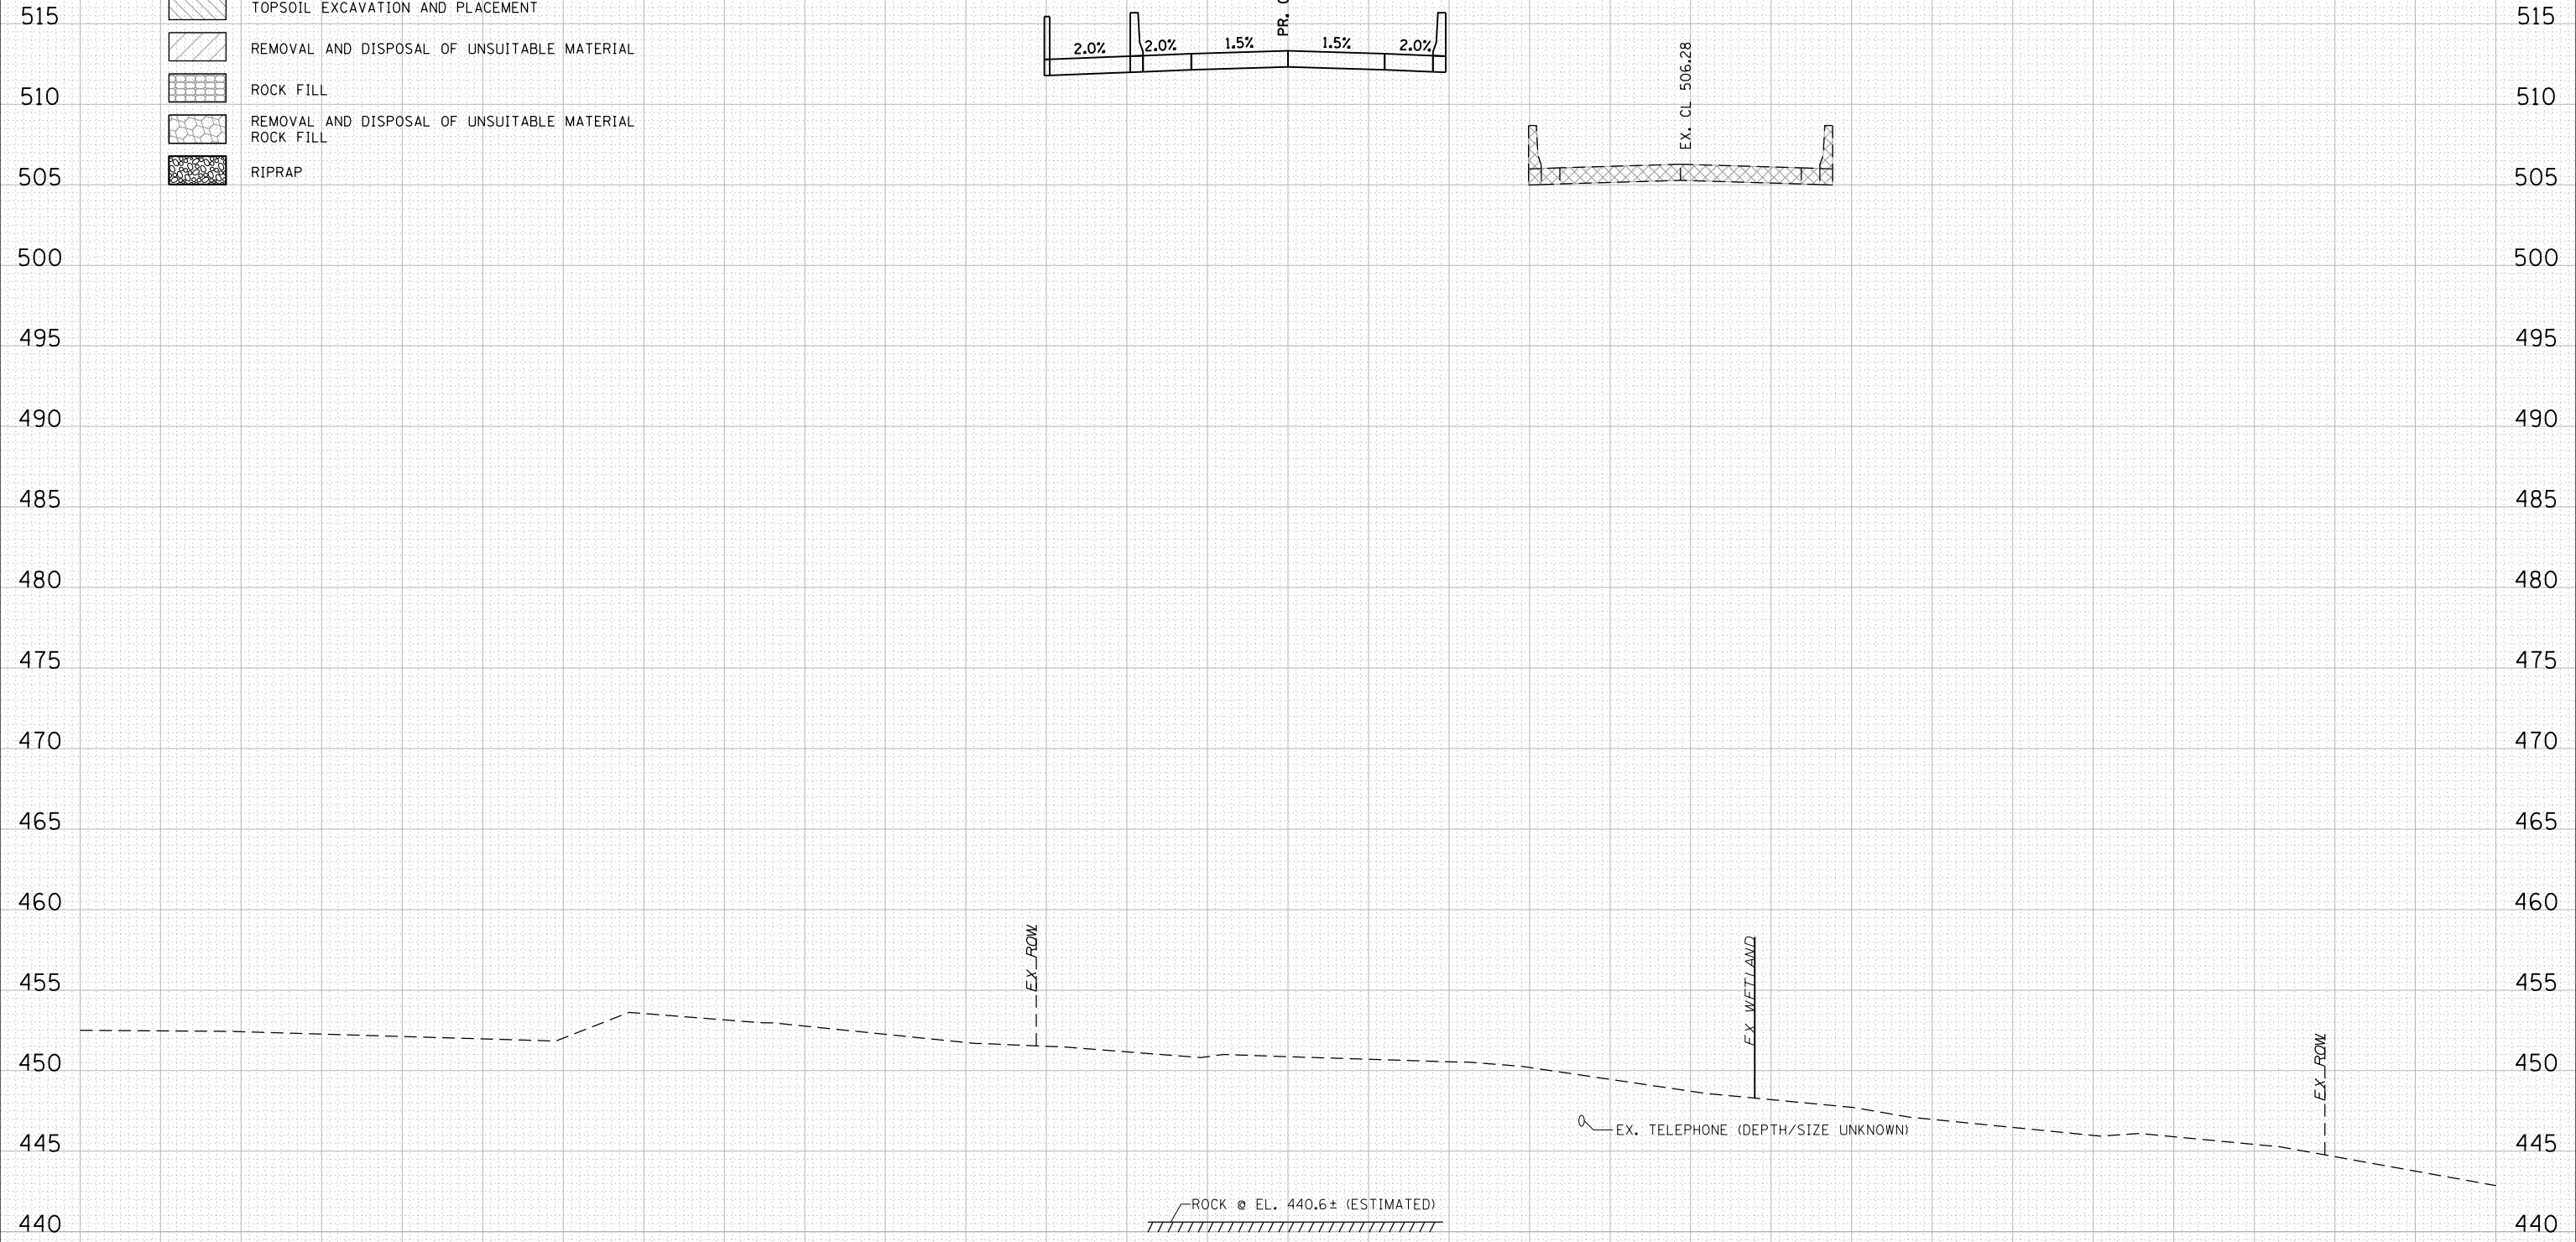 515
TOPSOIL EXCAVATION AND PLACEMENT
PR.
515
2.0%
2.0%
1.5%
1.5%
2.0%
REMOVAL AND DISPOSAL OF UNSUITABLE MATERIAL
EX. CL 506.28
510
ROCK FILL
510
REMOVAL AND DISPOSAL OF UNSUITABLE MATERIAL
ROCK FILL
505
RIPRAP
505
500
500
495
495
490
490
485
485
480
480
475
475
470
470
465
465
460
460
EX ROW
EX WETLAND
455
455
450
EX ROW
450
445
EX. TELEPHONE (DEPTH/SIZE UNKNOWN)
445
ROCK @ EL. 440.6± (ESTIMATED)
440
440